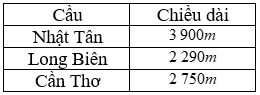 Cầu Chiều dài
Nhật Tân 3 900m
Long Biên 2 290m
Cần Thơ 2 750m